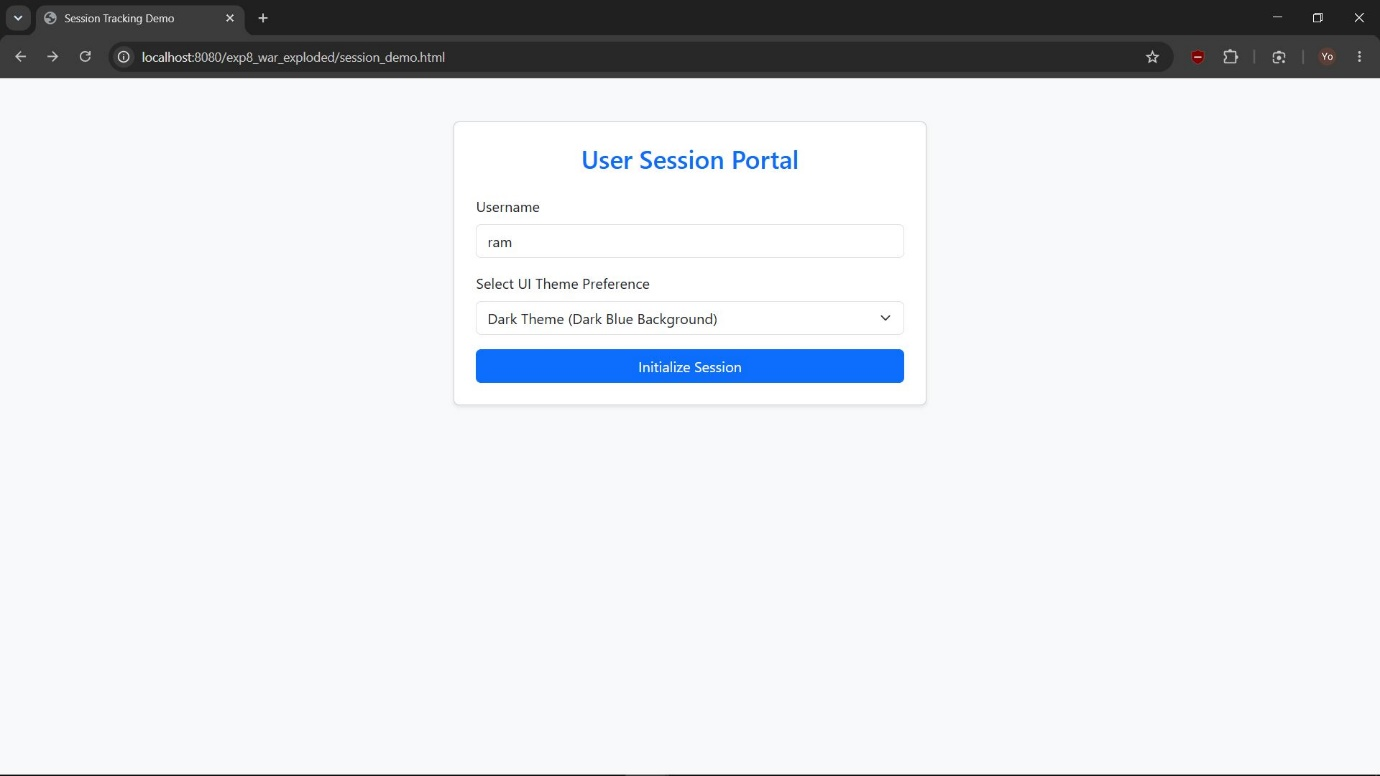 Session Tracking Demo
localhost:8080/exp8_war_exploded/session_demo.html
Yo
User Session Portal
Username
ram
Select UI Theme Preference
Dark Theme (Dark Blue Background)
Initialize Session